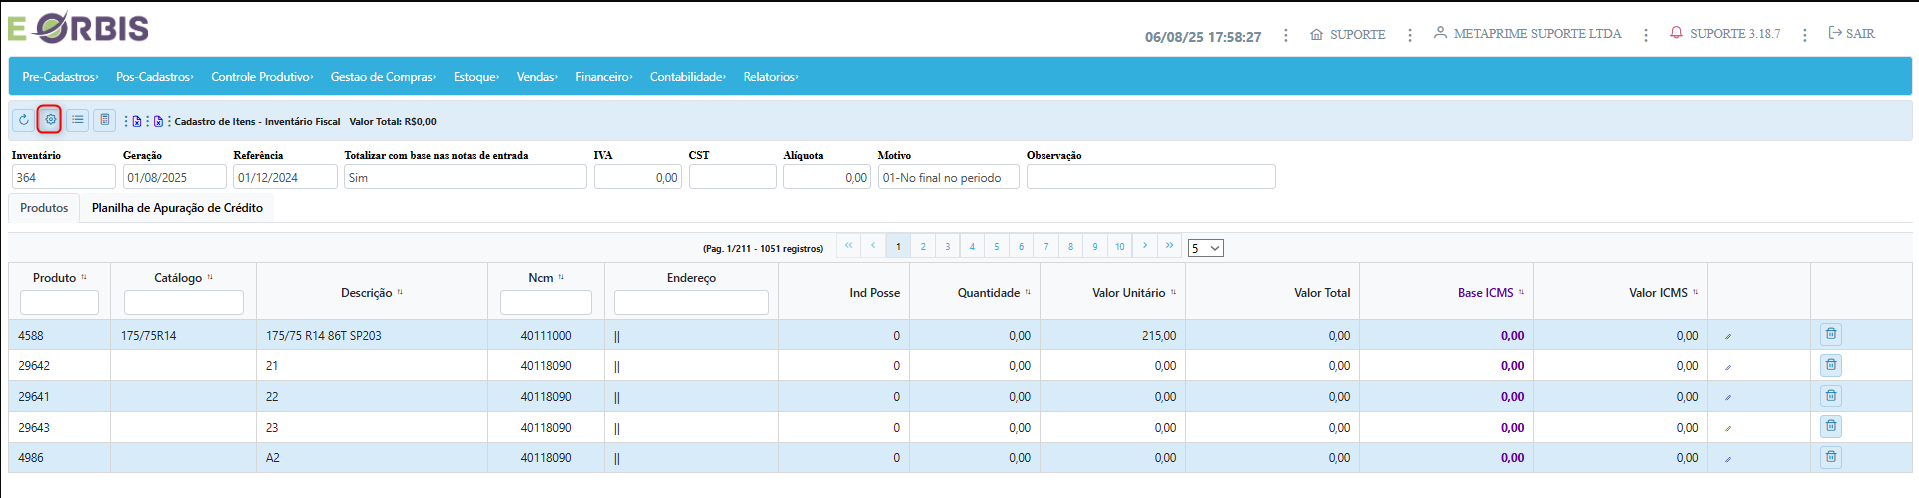 E ORBIS
06/08/25 17:58:27 SUPORTE METAPRIME SUPORTE LTDA SUPORTE 3.18.7 SAIR
Pre-Cadastros› Pos-Cadastros› Controle Produtivo› Gestao de Compras› Estoque› Vendas› Financeiro› Contabilidade› Relatorios›
Cadastro de Itens - Inventário Fiscal Valor Total: R$0,00
Inventário Geração Referência Totalizar com base nas notas de entrada IVA CST Alíquota Motivo Observação
364 01/08/2025 01/12/2024 Sim 0,00 0,00 01-No final no periodo
Produtos Planilha de Apuração de Crédito
(Pag. 1/211 - 1051 registros) 1 2 3 4 5 6 7 8 9 10 5
Produto Catálogo Descrição Ncm Endereço Ind Posse Quantidade Valor Unitário Valor Total Base ICMS Valor ICMS
4588 175/75R14 175/75 R14 86T SP203 40111000 || 0 0,00 215,00 0,00 0,00 0,00
29642 21 40118090 || 0 0,00 0,00 0,00 0,00 0,00
29641 22 40118090 || 0 0,00 0,00 0,00 0,00 0,00
29643 23 40118090 || 0 0,00 0,00 0,00 0,00 0,00
4986 A2 40118090 || 0 0,00 0,00 0,00 0,00 0,00